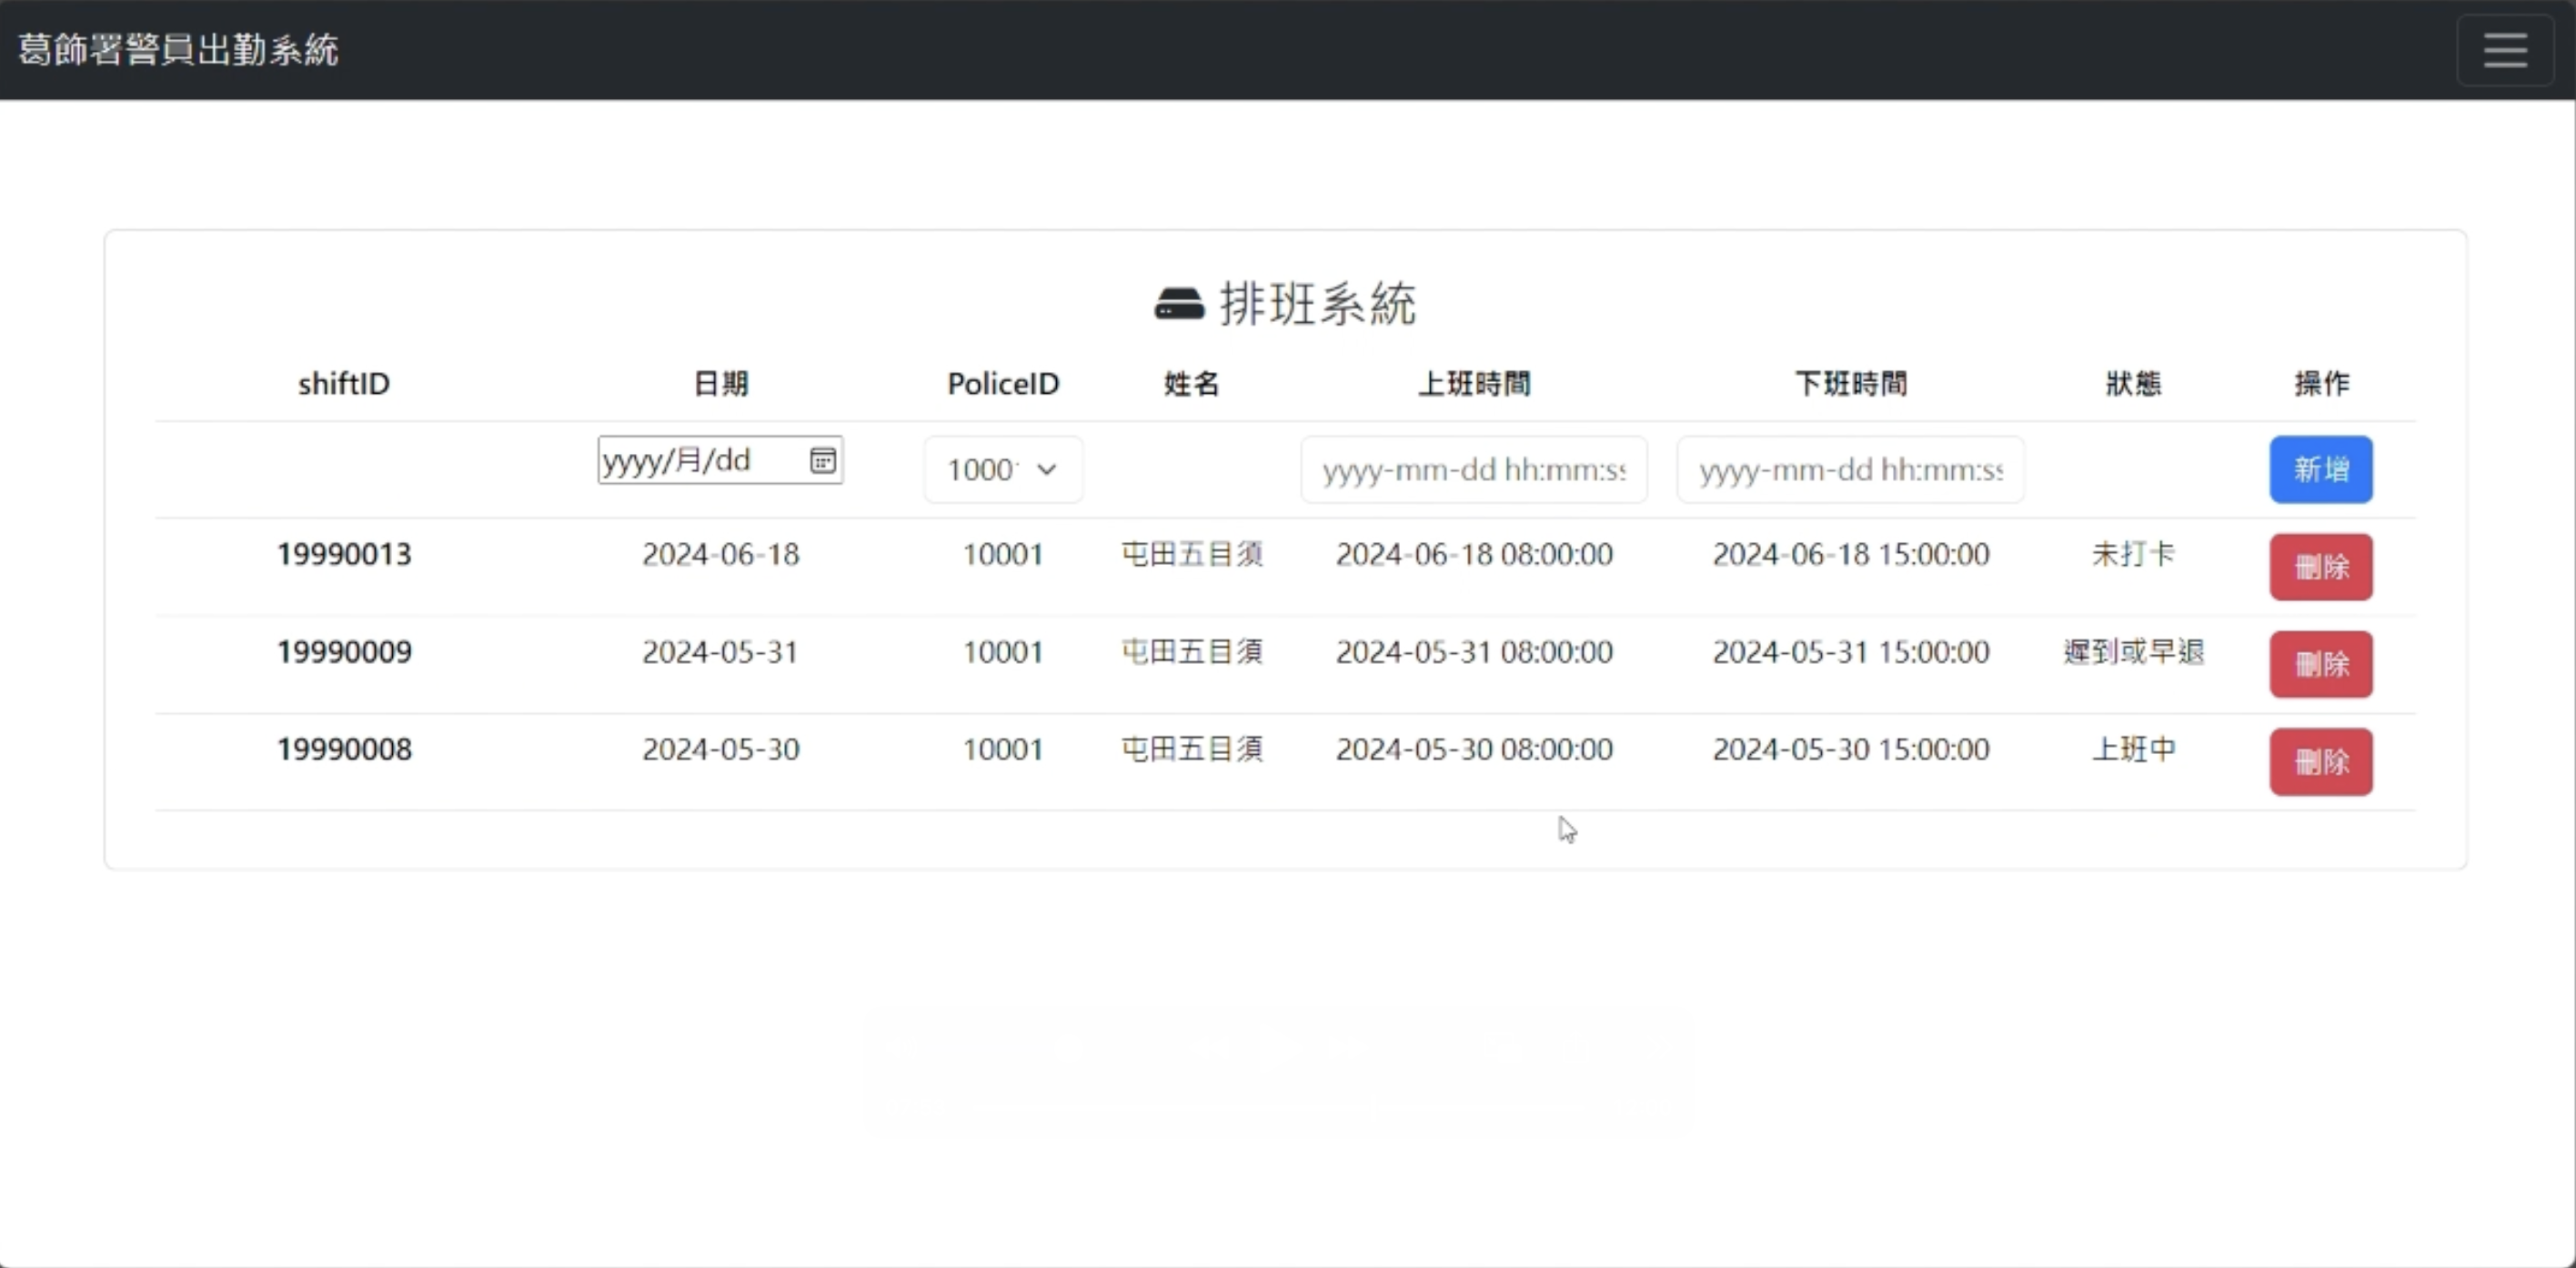 葛飾署警員出勤系統
排班系統
shiftID 日期 PoliceID 姓名 上班時間 下班時間 狀態 操作
yyyy/月/dd 1000 yyyy-mm-dd hh:mm:ss yyyy-mm-dd hh:mm:ss 新增
19990013 2024-06-18 10001 屯田五目須 2024-06-18 08:00:00 2024-06-18 15:00:00 未打卡 刪除
19990009 2024-05-31 10001 屯田五目須 2024-05-31 08:00:00 2024-05-31 15:00:00 遲到或早退 刪除
19990008 2024-05-30 10001 屯田五目須 2024-05-30 08:00:00 2024-05-30 15:00:00 上班中 刪除